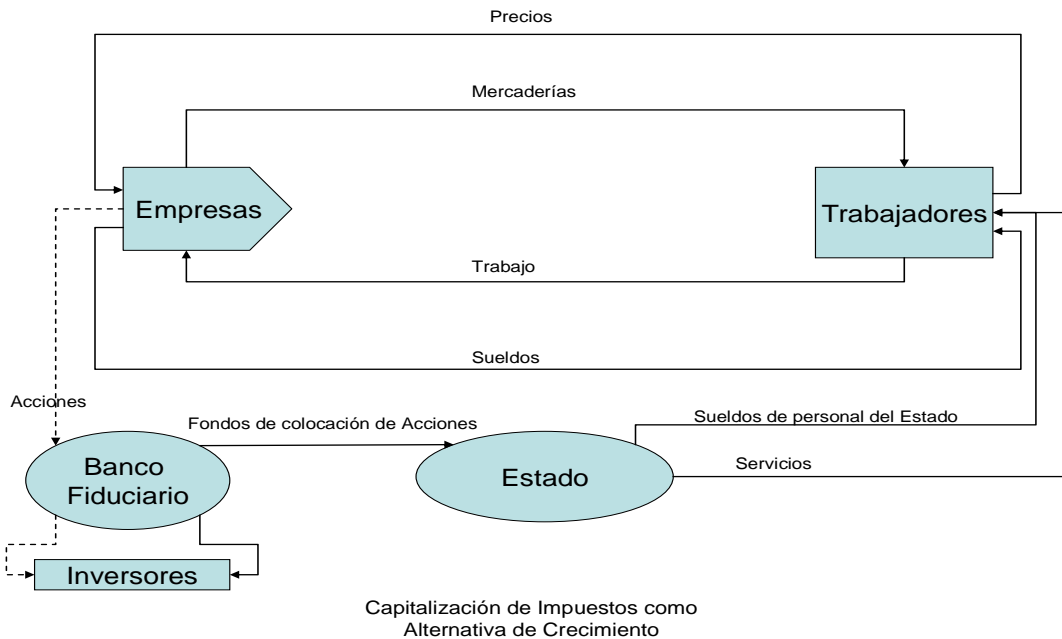 Precios
Mercaderías
Empresas
Trabajadores
Trabajo
Sueldos
Acciones
Fondos de colocación de Acciones
Sueldos de personal del Estado
Banco
Fiduciario
Estado
Servicios
Inversores
Capitalización de Impuestos como
Alternativa de Crecimiento